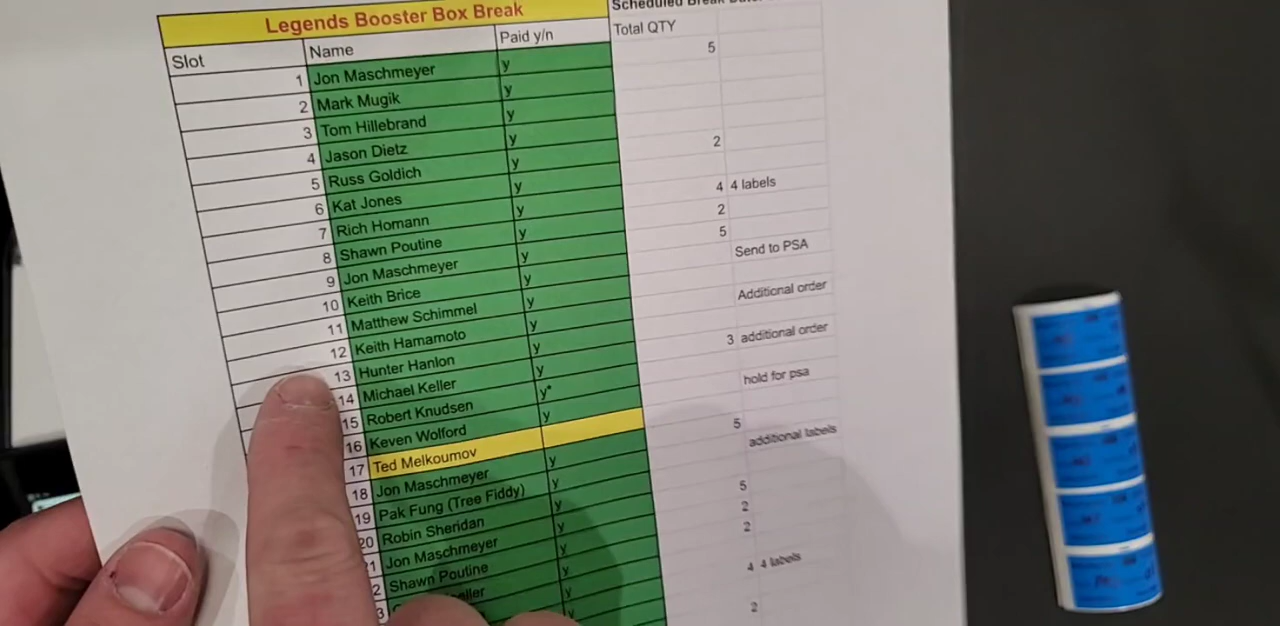 Legends Booster Box Break
Slot Name Paid y/n Total QTY
1 Jon Maschmeyer y 5
2 Mark Mugik y
3 Tom Hillebrand y
4 Jason Dietz y
5 Russ Goldich y 2
6 Kat Jones y
7 Rich Homann y 4 4 labels
8 Shawn Poutine y 2
9 Jon Maschmeyer y 5
10 Keith Brice y Send to PSA
11 Matthew Schimmel y
12 Keith Hamamoto y Additional order
13 Hunter Hanlon y
14 Michael Keller y 3 additional order
15 Robert Knudsen y*
16 Keven Wolford y hold for psa
17 Ted Melkoumov
18 Jon Maschmeyer y 5
19 Pak Fung (Tree Fiddy) y additional labels
20 Robin Sheridan y
21 Jon Maschmeyer y 5
2 Shawn Poutine y 2
3 y 2
y
4 4 labels
2